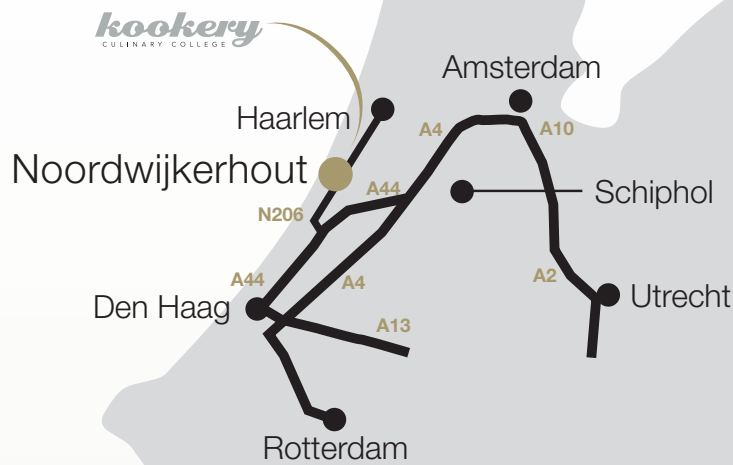 kookery
CULINARY COLLEGE
Amsterdam
Haarlem
A4
A10
Noordwijkerhout
A44
Schiphol
N206
A44
A4
A2
Den Haag
Utrecht
A13
Rotterdam